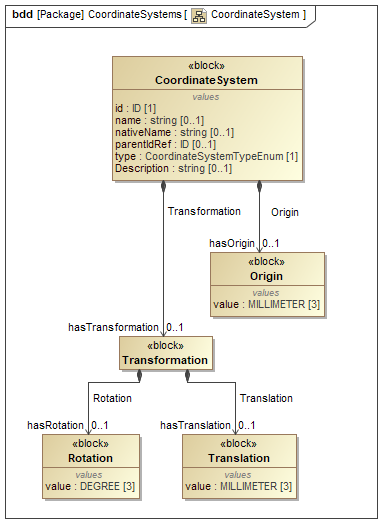 bdd [Package] CoordinateSystems [ CoordinateSystem ]
«block»
CoordinateSystem
values
id : ID [1]
name : string [0..1]
nativeName : string [0..1]
parentIdRef : ID [0..1]
type : CoordinateSystemTypeEnum [1]
Description : string [0..1]
Transformation
Origin
hasOrigin 0..1
«block»
Origin
values
value : MILLIMETER [3]
hasTransformation 0..1
«block»
Transformation
Rotation
Translation
hasRotation 0..1
hasTranslation 0..1
«block»
Rotation
values
value : DEGREE [3]
«block»
Translation
values
value : MILLIMETER [3]